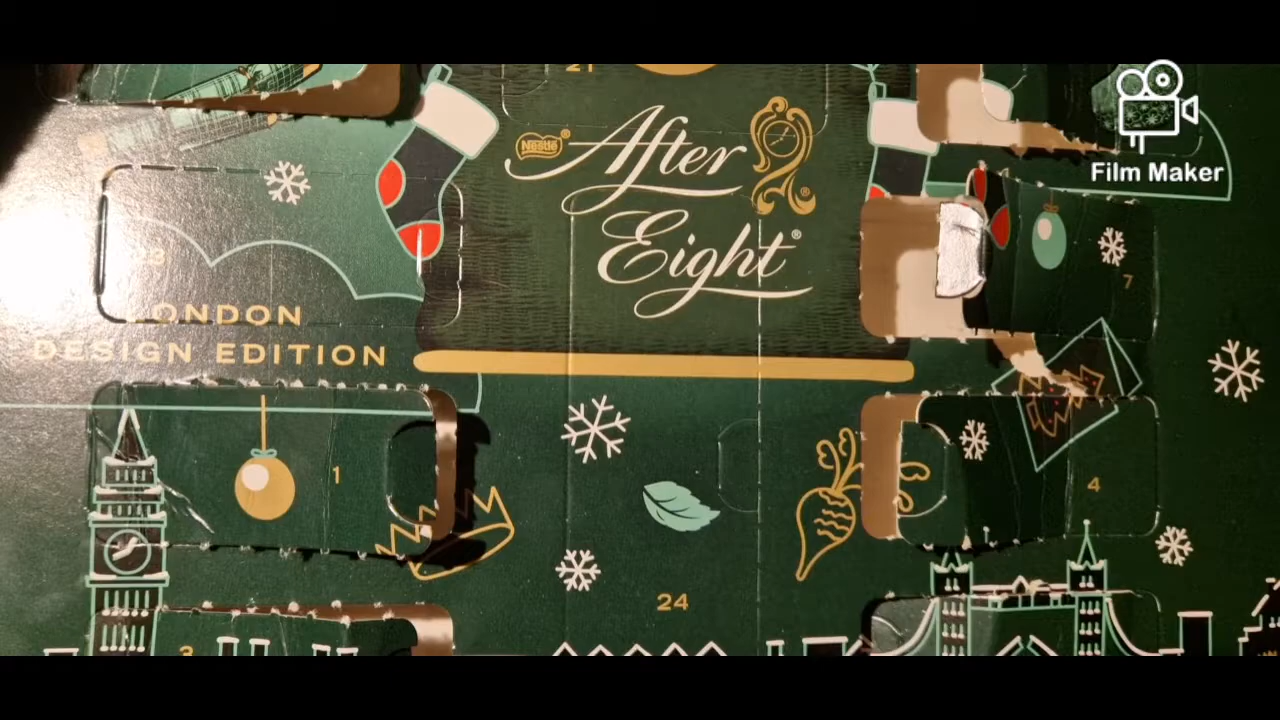 21
Nestlé®
After
®
Eight®
Film Maker
7
LONDON
DESIGN EDITION
1
4
24
3